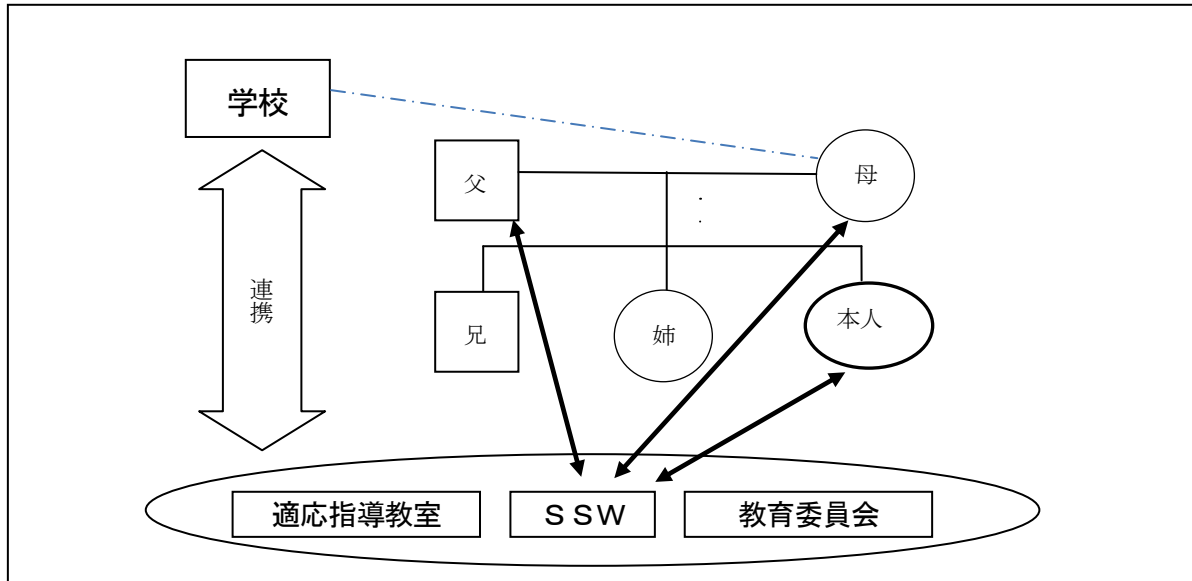 学校
父
母
連携
兄
姉
本人
適応指導教室
ＳＳＷ
教育委員会